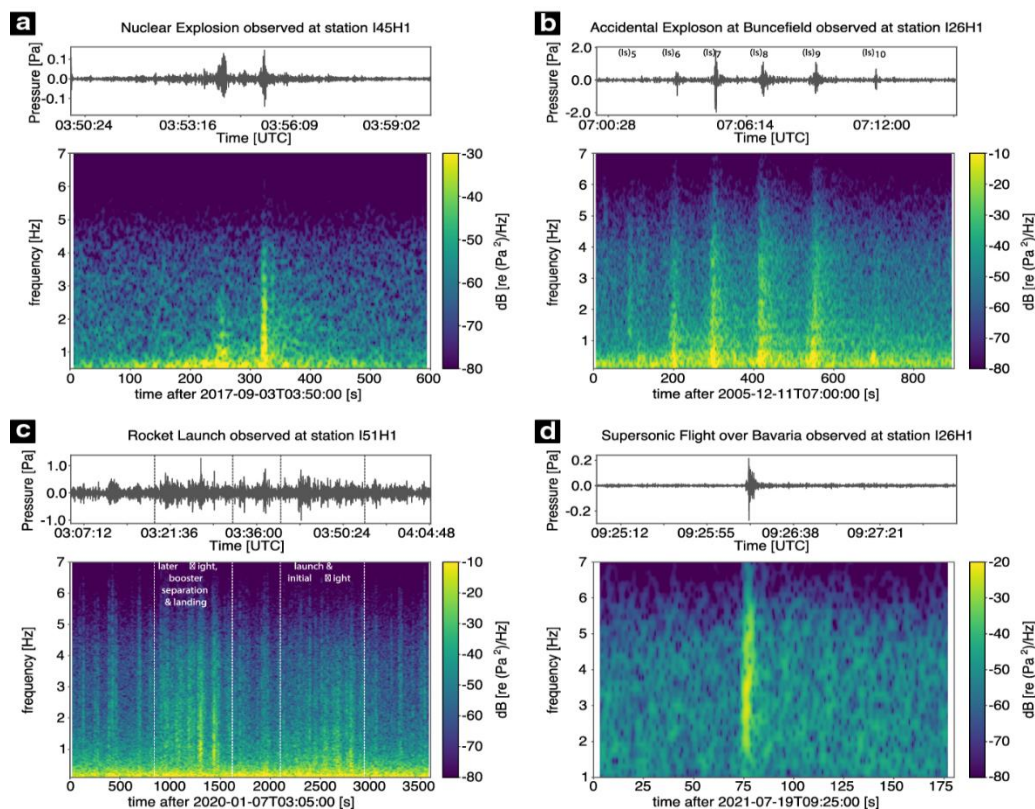 a
Nuclear Explosion observed at station I45H1
Pressure [Pa]
0.1
0.0
-0.1
03:50:24 03:53:16 03:56:09 03:59:02
Time [UTC]
frequency [Hz]
7
6
5
4
3
2
1
0 100 200 300 400 500 600
time after 2017-09-03T03:50:00 [s]
-30
-40
-50
-60
-70
-80
dB [re (Pa²)/Hz]
b
Accidental Exploson at Buncefield observed at station I26H1
Pressure [Pa]
2.0
0.0
-2.0
(Is)5 (Is)6 (Is)7 (Is)8 (Is)9 (Is)10
07:00:28 07:06:14 07:12:00
Time [UTC]
frequency [Hz]
7
6
5
4
3
2
1
0 200 400 600 800
time after 2005-12-11T07:00:00 [s]
-10
-20
-30
-40
-50
-60
-70
-80
dB [re (Pa²)/Hz]
c
Rocket Launch observed at station I51H1
Pressure [Pa]
1.0
0.0
-1.0
03:07:12 03:21:36 03:36:00 03:50:24 04:04:48
Time [UTC]
frequency [Hz]
7
6
5
4
3
2
1
later ight,
booster
separation
& landing
launch &
initial ight
0 500 1000 1500 2000 2500 3000 3500
time after 2020-01-07T03:05:00 [s]
-10
-20
-30
-40
-50
-60
-70
-80
dB [re (Pa²)/Hz]
d
Supersonic Flight over Bavaria observed at station I26H1
Pressure [Pa]
0.2
0.0
-0.2
09:25:12 09:25:55 09:26:38 09:27:21
Time [UTC]
frequency [Hz]
7
6
5
4
3
2
1
0 25 50 75 100 125 150 175
time after 2021-07-19T09:25:00 [s]
-20
-30
-40
-50
-60
-70
-80
dB [re (Pa²)/Hz]